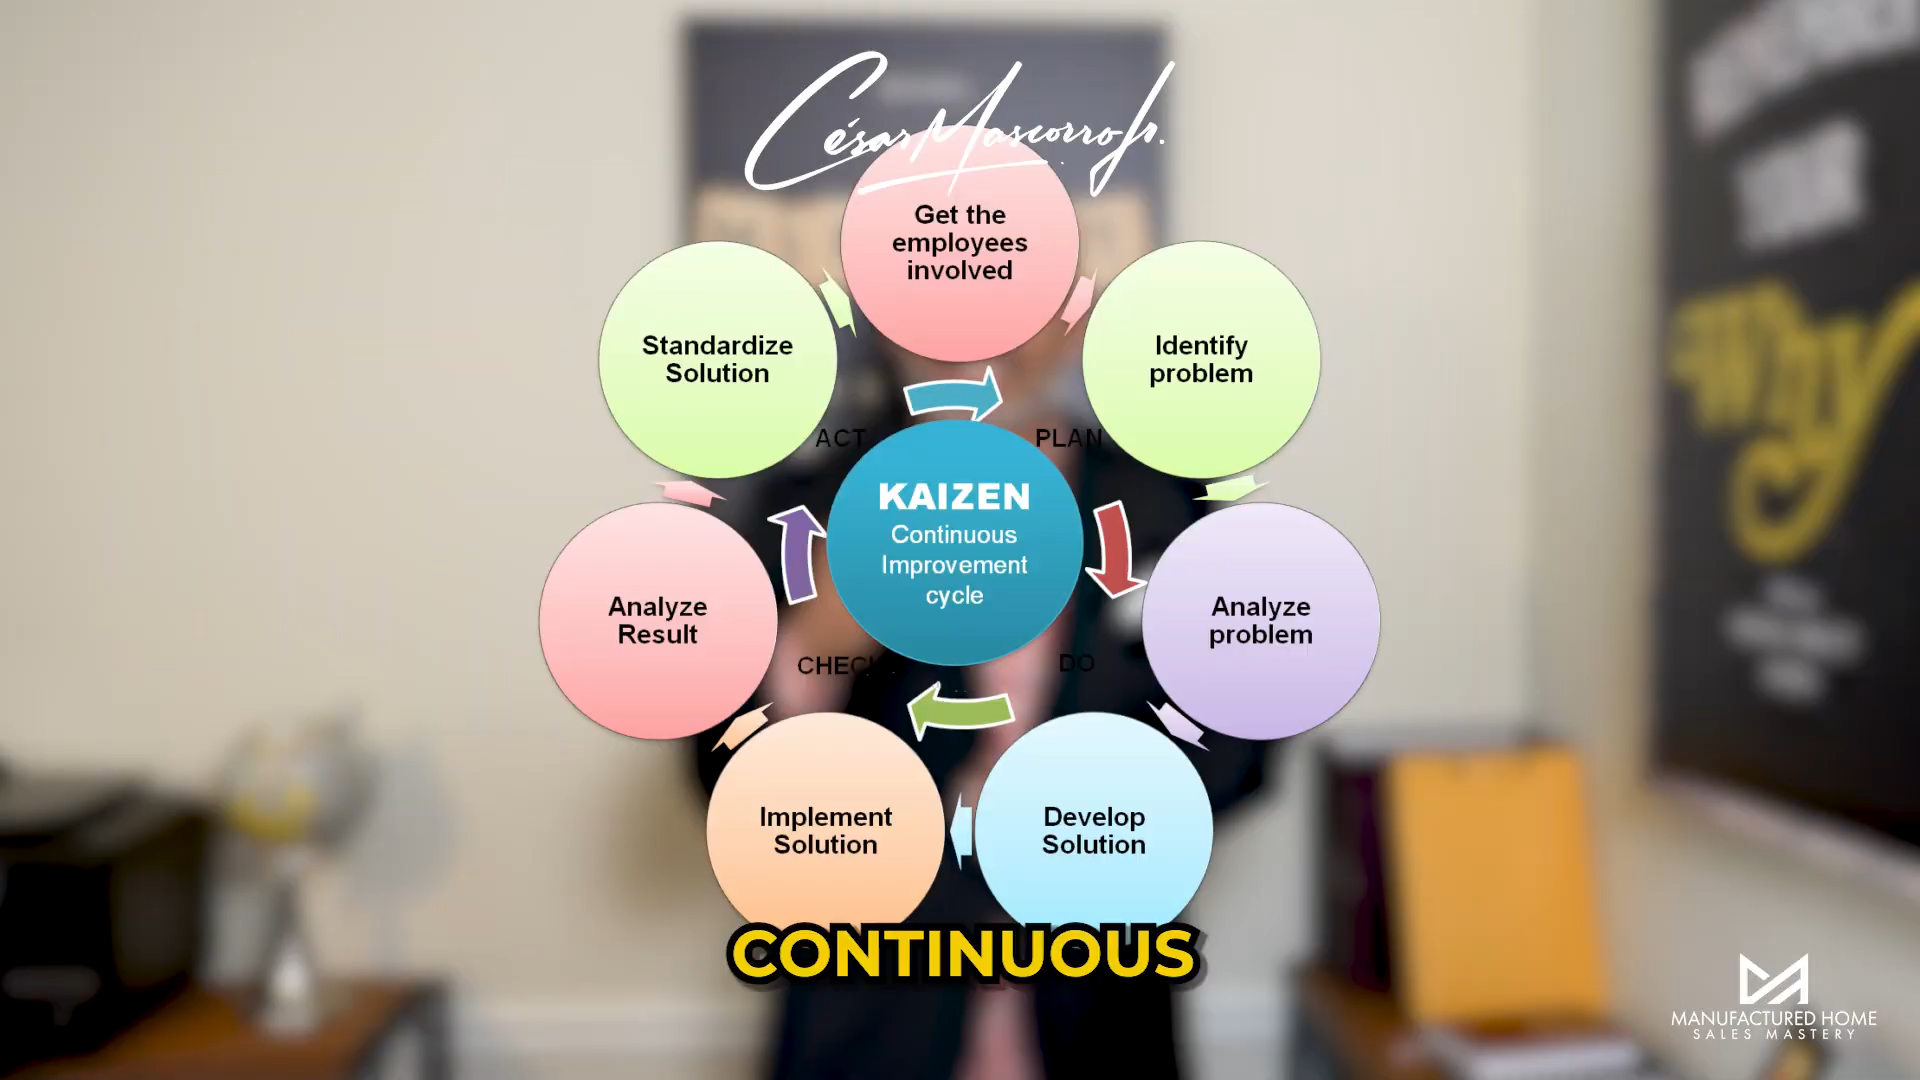 César Mascorro Jr.
Get the
employees
involved
Standardize
Solution
Identify
problem
ACT
PLAN
KAIZEN
Continuous
Improvement
cycle
Analyze
Result
Analyze
problem
CHECK
DO
Implement
Solution
Develop
Solution
CONTINUOUS
MANUFACTURED HOME
SALES MASTERY